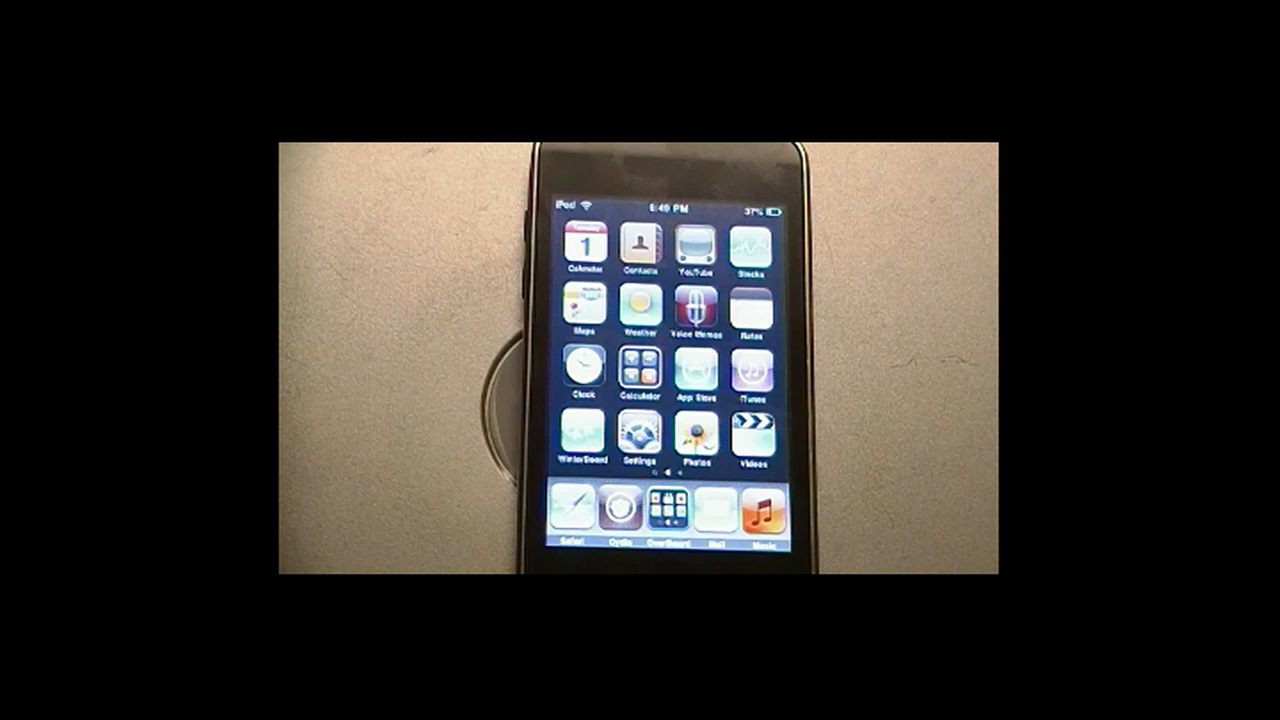 iPod 6:49 PM 37%
1
Calendar Contacts YouTube Stocks
Maps Weather Voice Memos Notes
Clock Calculator App Store iTunes
WinterBoard Settings Photos Videos
Safari Cydia OverBoard Mail Music